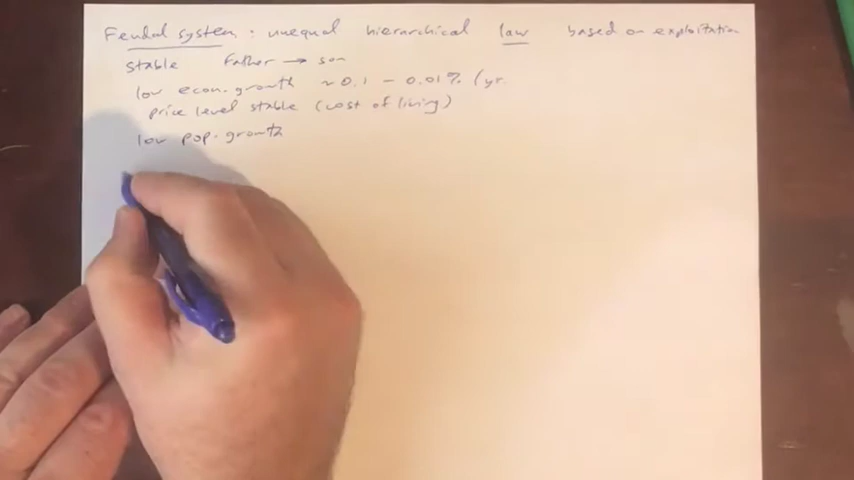 Feudal system : unequal hierarchical law based on exploitation
stable Father → son
low econ. growth ~ 0.1 - 0.01% (yr.
price level stable (cost of living)
low pop. growth